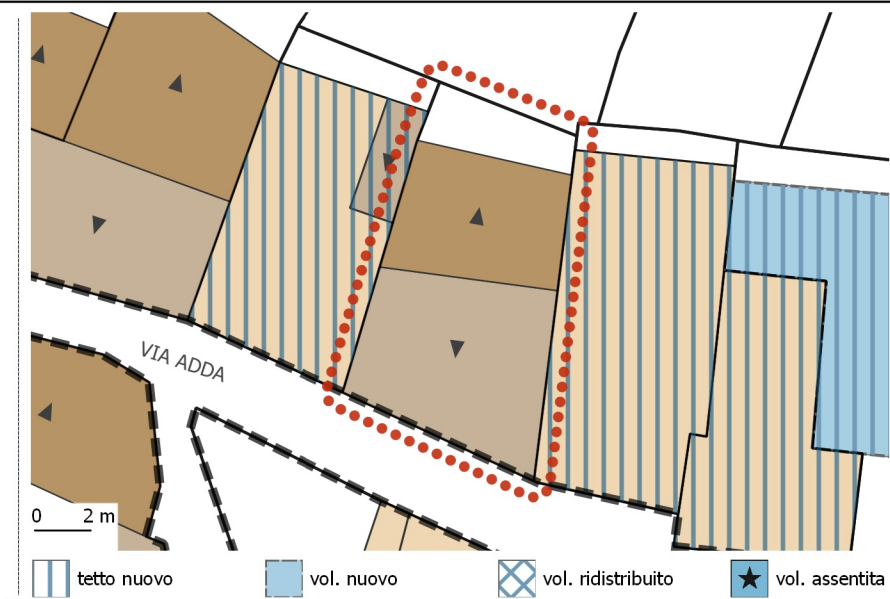 VIA ADDA
0 2 m
tetto nuovo
vol. nuovo
vol. ridistribuito
vol. assentita